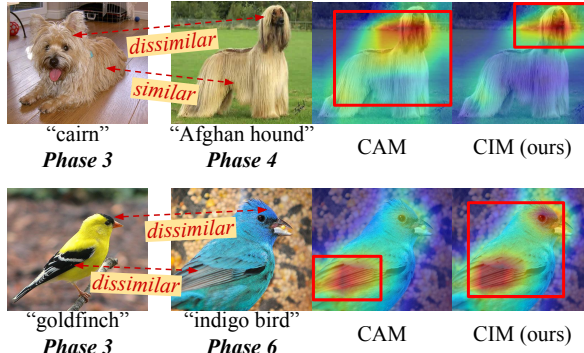 dissimilar
similar
“cairn”
“Afghan hound”
CAM
CIM (ours)
Phase 3
Phase 4
dissimilar
dissimilar
“goldfinch”
“indigo bird”
CAM
CIM (ours)
Phase 3
Phase 6